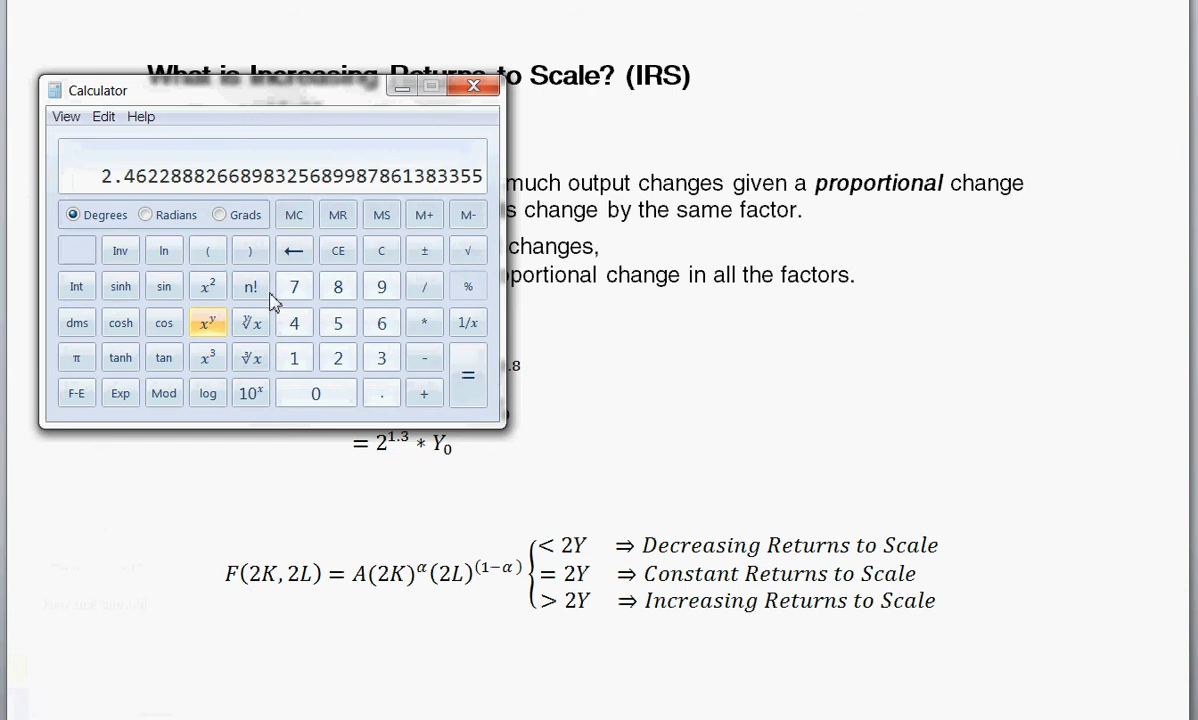 What is Increasing Returns to Scale? (IRS)
Calculator
View Edit Help
2.4622888266898325689987861383355
much output changes given a proportional change
s change by the same factor.
changes,
portional change in all the factors.
Degrees Radians Grads MC MR MS M+ M-
Inv ln ( ) ← CE C ± √
Int sinh sin x² n! 7 8 9 / %
dms cosh cos xʸ ʸ√x 4 5 6 * 1/x
π tanh tan x³ ³√x 1 2 3 - =
F-E Exp Mod log 10ˣ 0 . +
.8
= 2^1.3 ∗ Y₀
< 2Y ⇒ Decreasing Returns to Scale
F(2K, 2L) = A(2K)^α (2L)^(1−α) = 2Y ⇒ Constant Returns to Scale
> 2Y ⇒ Increasing Returns to Scale